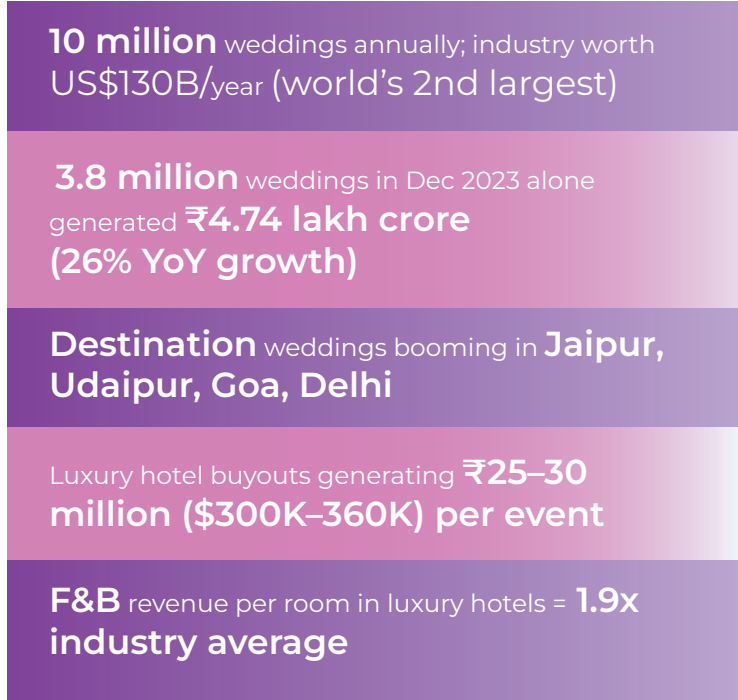 10 million weddings annually; industry worth
US$130B/year (world’s 2nd largest)
3.8 million weddings in Dec 2023 alone
generated ₹4.74 lakh crore
(26% YoY growth)
Destination weddings booming in Jaipur,
Udaipur, Goa, Delhi
Luxury hotel buyouts generating ₹25–30
million ($300K–360K) per event
F&B revenue per room in luxury hotels = 1.9x
industry average